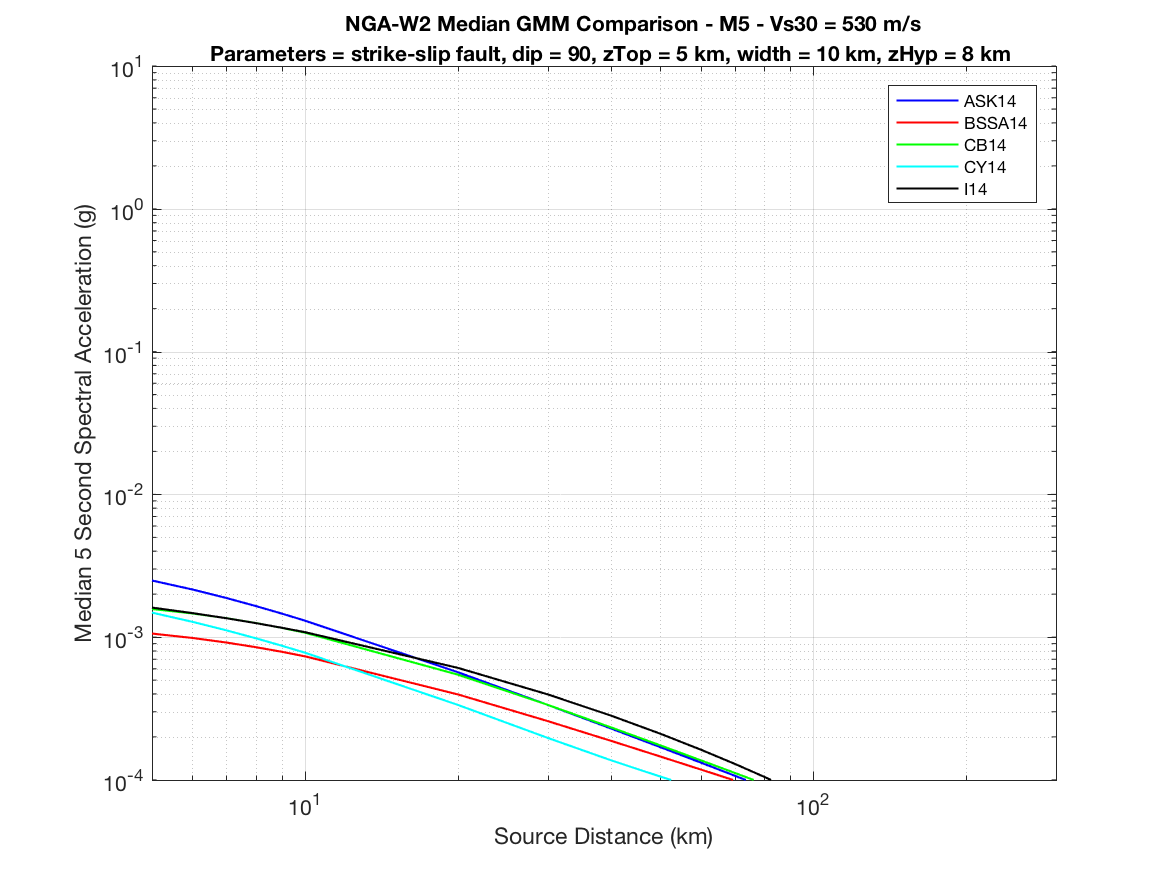 NGA-W2 Median GMM Comparison - M5 - Vs30 = 530 m/s
Parameters = strike-slip fault, dip = 90, zTop = 5 km, width = 10 km, zHyp = 8 km
10^1
ASK14
BSSA14
CB14
CY14
I14
10^0
10^-1
10^-2
10^-3
10^-4
Median 5 Second Spectral Acceleration (g)
10^1
10^2
Source Distance (km)